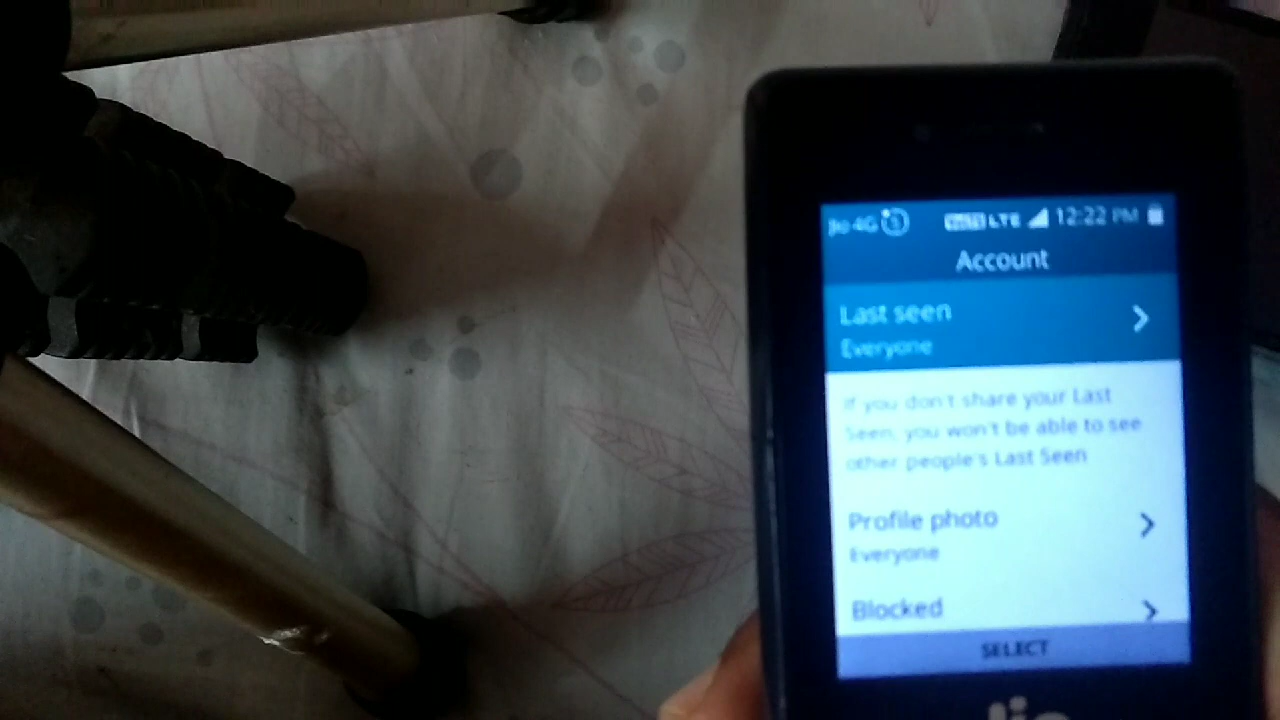 Jio 4G LTE 12:22 PM
Account
Last seen
Everyone
If you don't share your Last
Seen, you won't be able to see
other people's Last Seen
Profile photo
Everyone
Blocked
SELECT
Jio